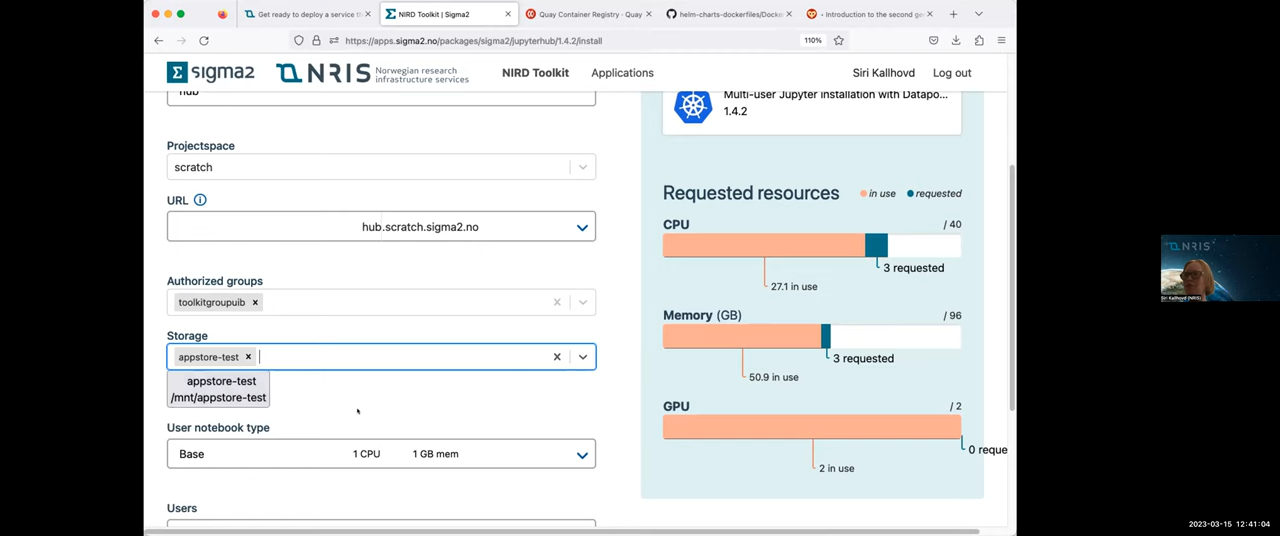 Get ready to deploy a service th
NIRD Toolkit | Sigma2
Quay Container Registry · Quay
helm-charts-dockerfiles/Docke
Introduction to the second ge
https://apps.sigma2.no/packages/sigma2/jupyterhub/1.4.2/install
110%
sigma2
NRIS
Norwegian research
infrastructure services
NIRD Toolkit
Applications
Siri Kallhovd
Log out
hub
Multi-user Jupyter installation with Datapo...
1.4.2
Projectspace
scratch
URL
hub.scratch.sigma2.no
Authorized groups
toolkitgroupuib
Storage
appstore-test
appstore-test
/mnt/appstore-test
User notebook type
Base 1 CPU 1 GB mem
Users
Requested resources
in use
requested
CPU
/ 40
3 requested
27.1 in use
Memory (GB)
/ 96
3 requested
50.9 in use
GPU
/ 2
0 reque
2 in use
NRIS
Siri Kallhovd (NRIS)
2023-03-15 12:41:04